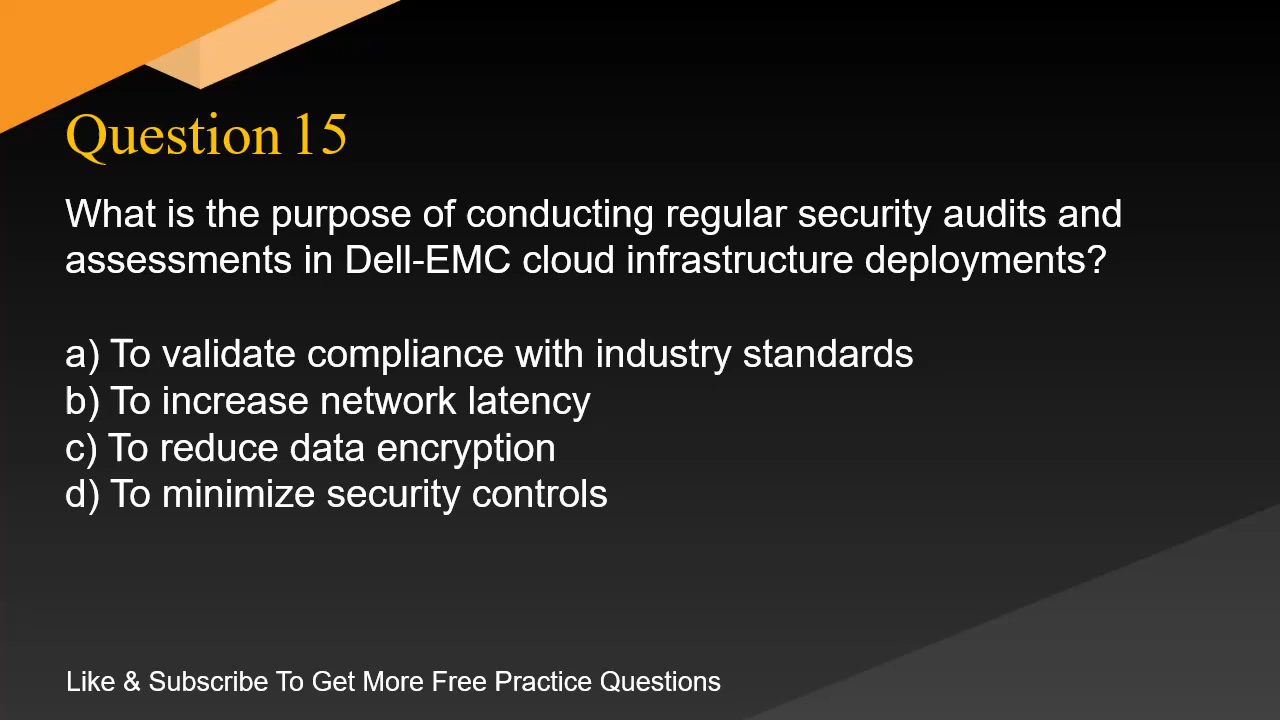 Question 15
What is the purpose of conducting regular security audits and
assessments in Dell-EMC cloud infrastructure deployments?
a) To validate compliance with industry standards
b) To increase network latency
c) To reduce data encryption
d) To minimize security controls
Like & Subscribe To Get More Free Practice Questions